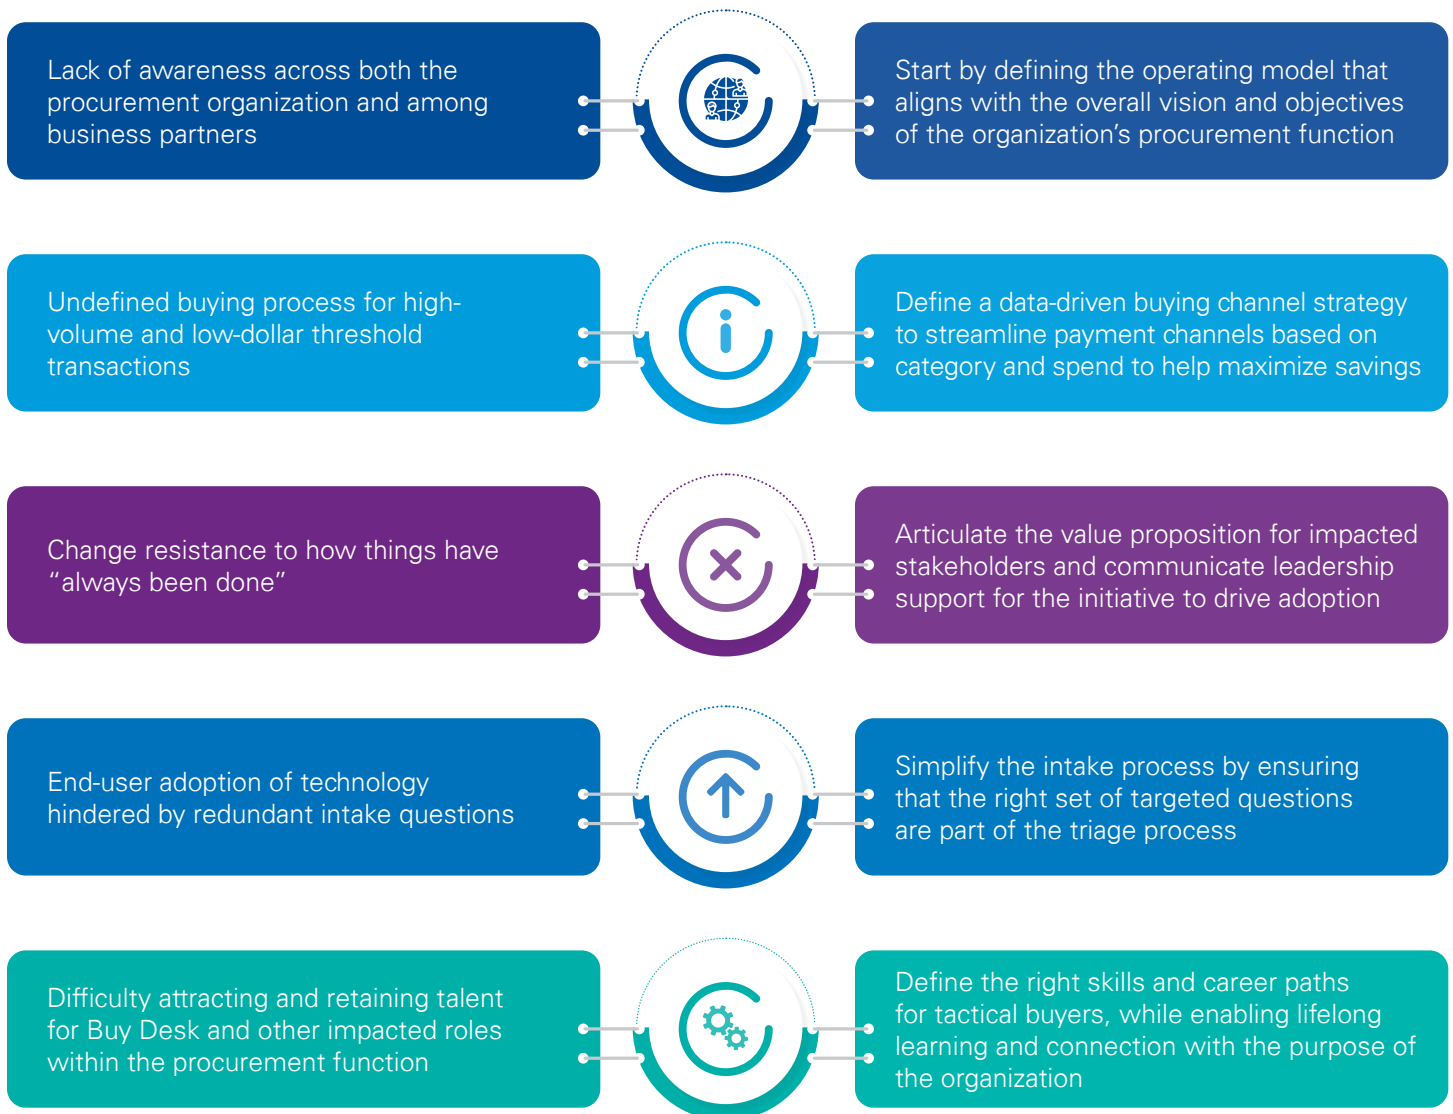 Lack of awareness across both the
procurement organization and among
business partners
Start by defining the operating model that
aligns with the overall vision and objectives
of the organization’s procurement function
Undefined buying process for high-
volume and low-dollar threshold
transactions
Define a data-driven buying channel strategy
to streamline payment channels based on
category and spend to help maximize savings
Change resistance to how things have
“always been done”
Articulate the value proposition for impacted
stakeholders and communicate leadership
support for the initiative to drive adoption
End-user adoption of technology
hindered by redundant intake questions
Simplify the intake process by ensuring
that the right set of targeted questions
are part of the triage process
Difficulty attracting and retaining talent
for Buy Desk and other impacted roles
within the procurement function
Define the right skills and career paths
for tactical buyers, while enabling lifelong
learning and connection with the purpose of
the organization